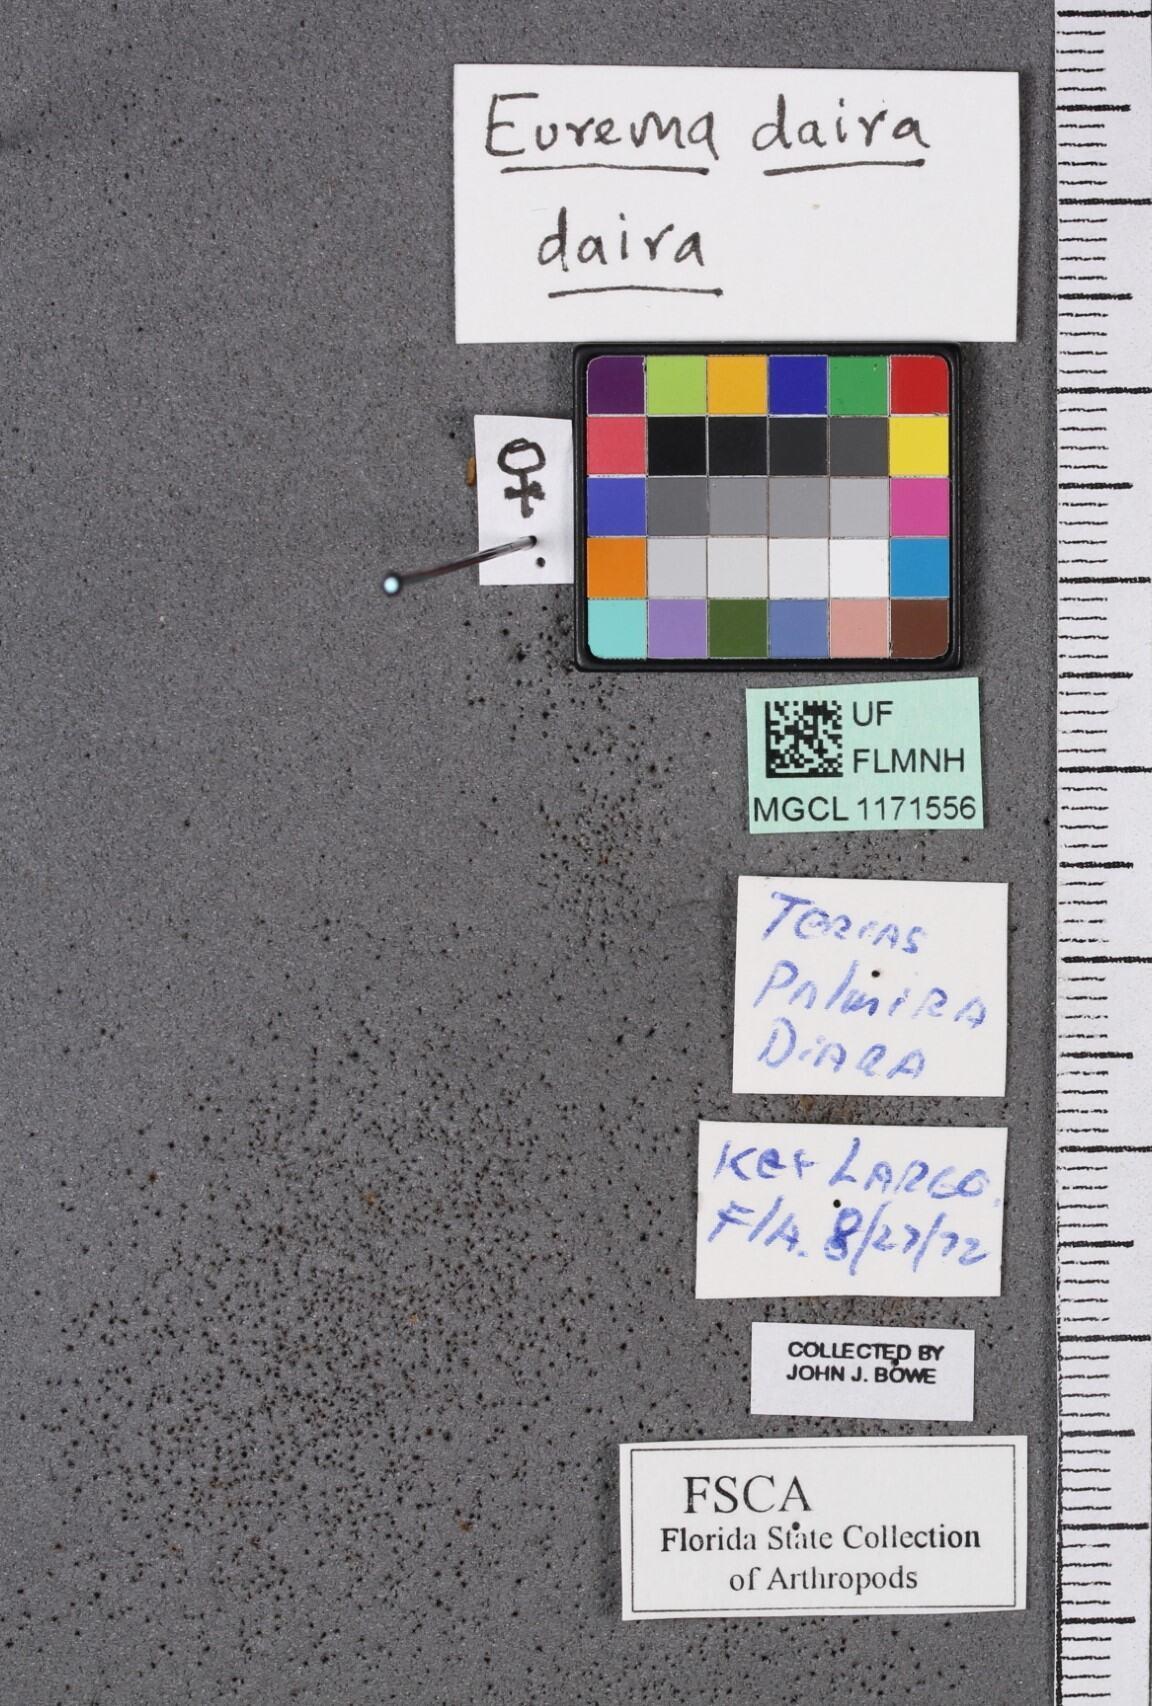 Eurema daira
daira
♀
UF
FLMNH
MGCL 1171556
Terias
Palmira
Diara
Key Largo.
Fla. 8/27/72
COLLECTED BY
JOHN J. BOWE
FSCA
Florida State Collection
of Arthropods